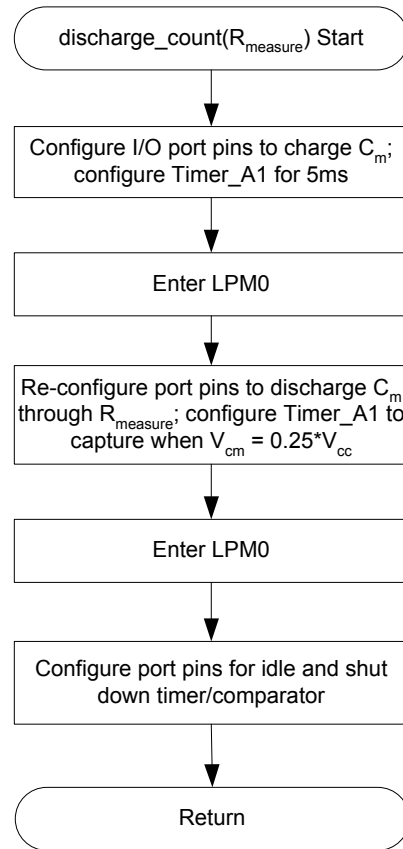 discharge_count(Rmeasure) Start
Configure I/O port pins to charge Cm;
configure Timer_A1 for 5ms
Enter LPM0
Re-configure port pins to discharge Cm
through Rmeasure; configure Timer_A1 to
capture when Vcm = 0.25*Vcc
Enter LPM0
Configure port pins for idle and shut
down timer/comparator
Return